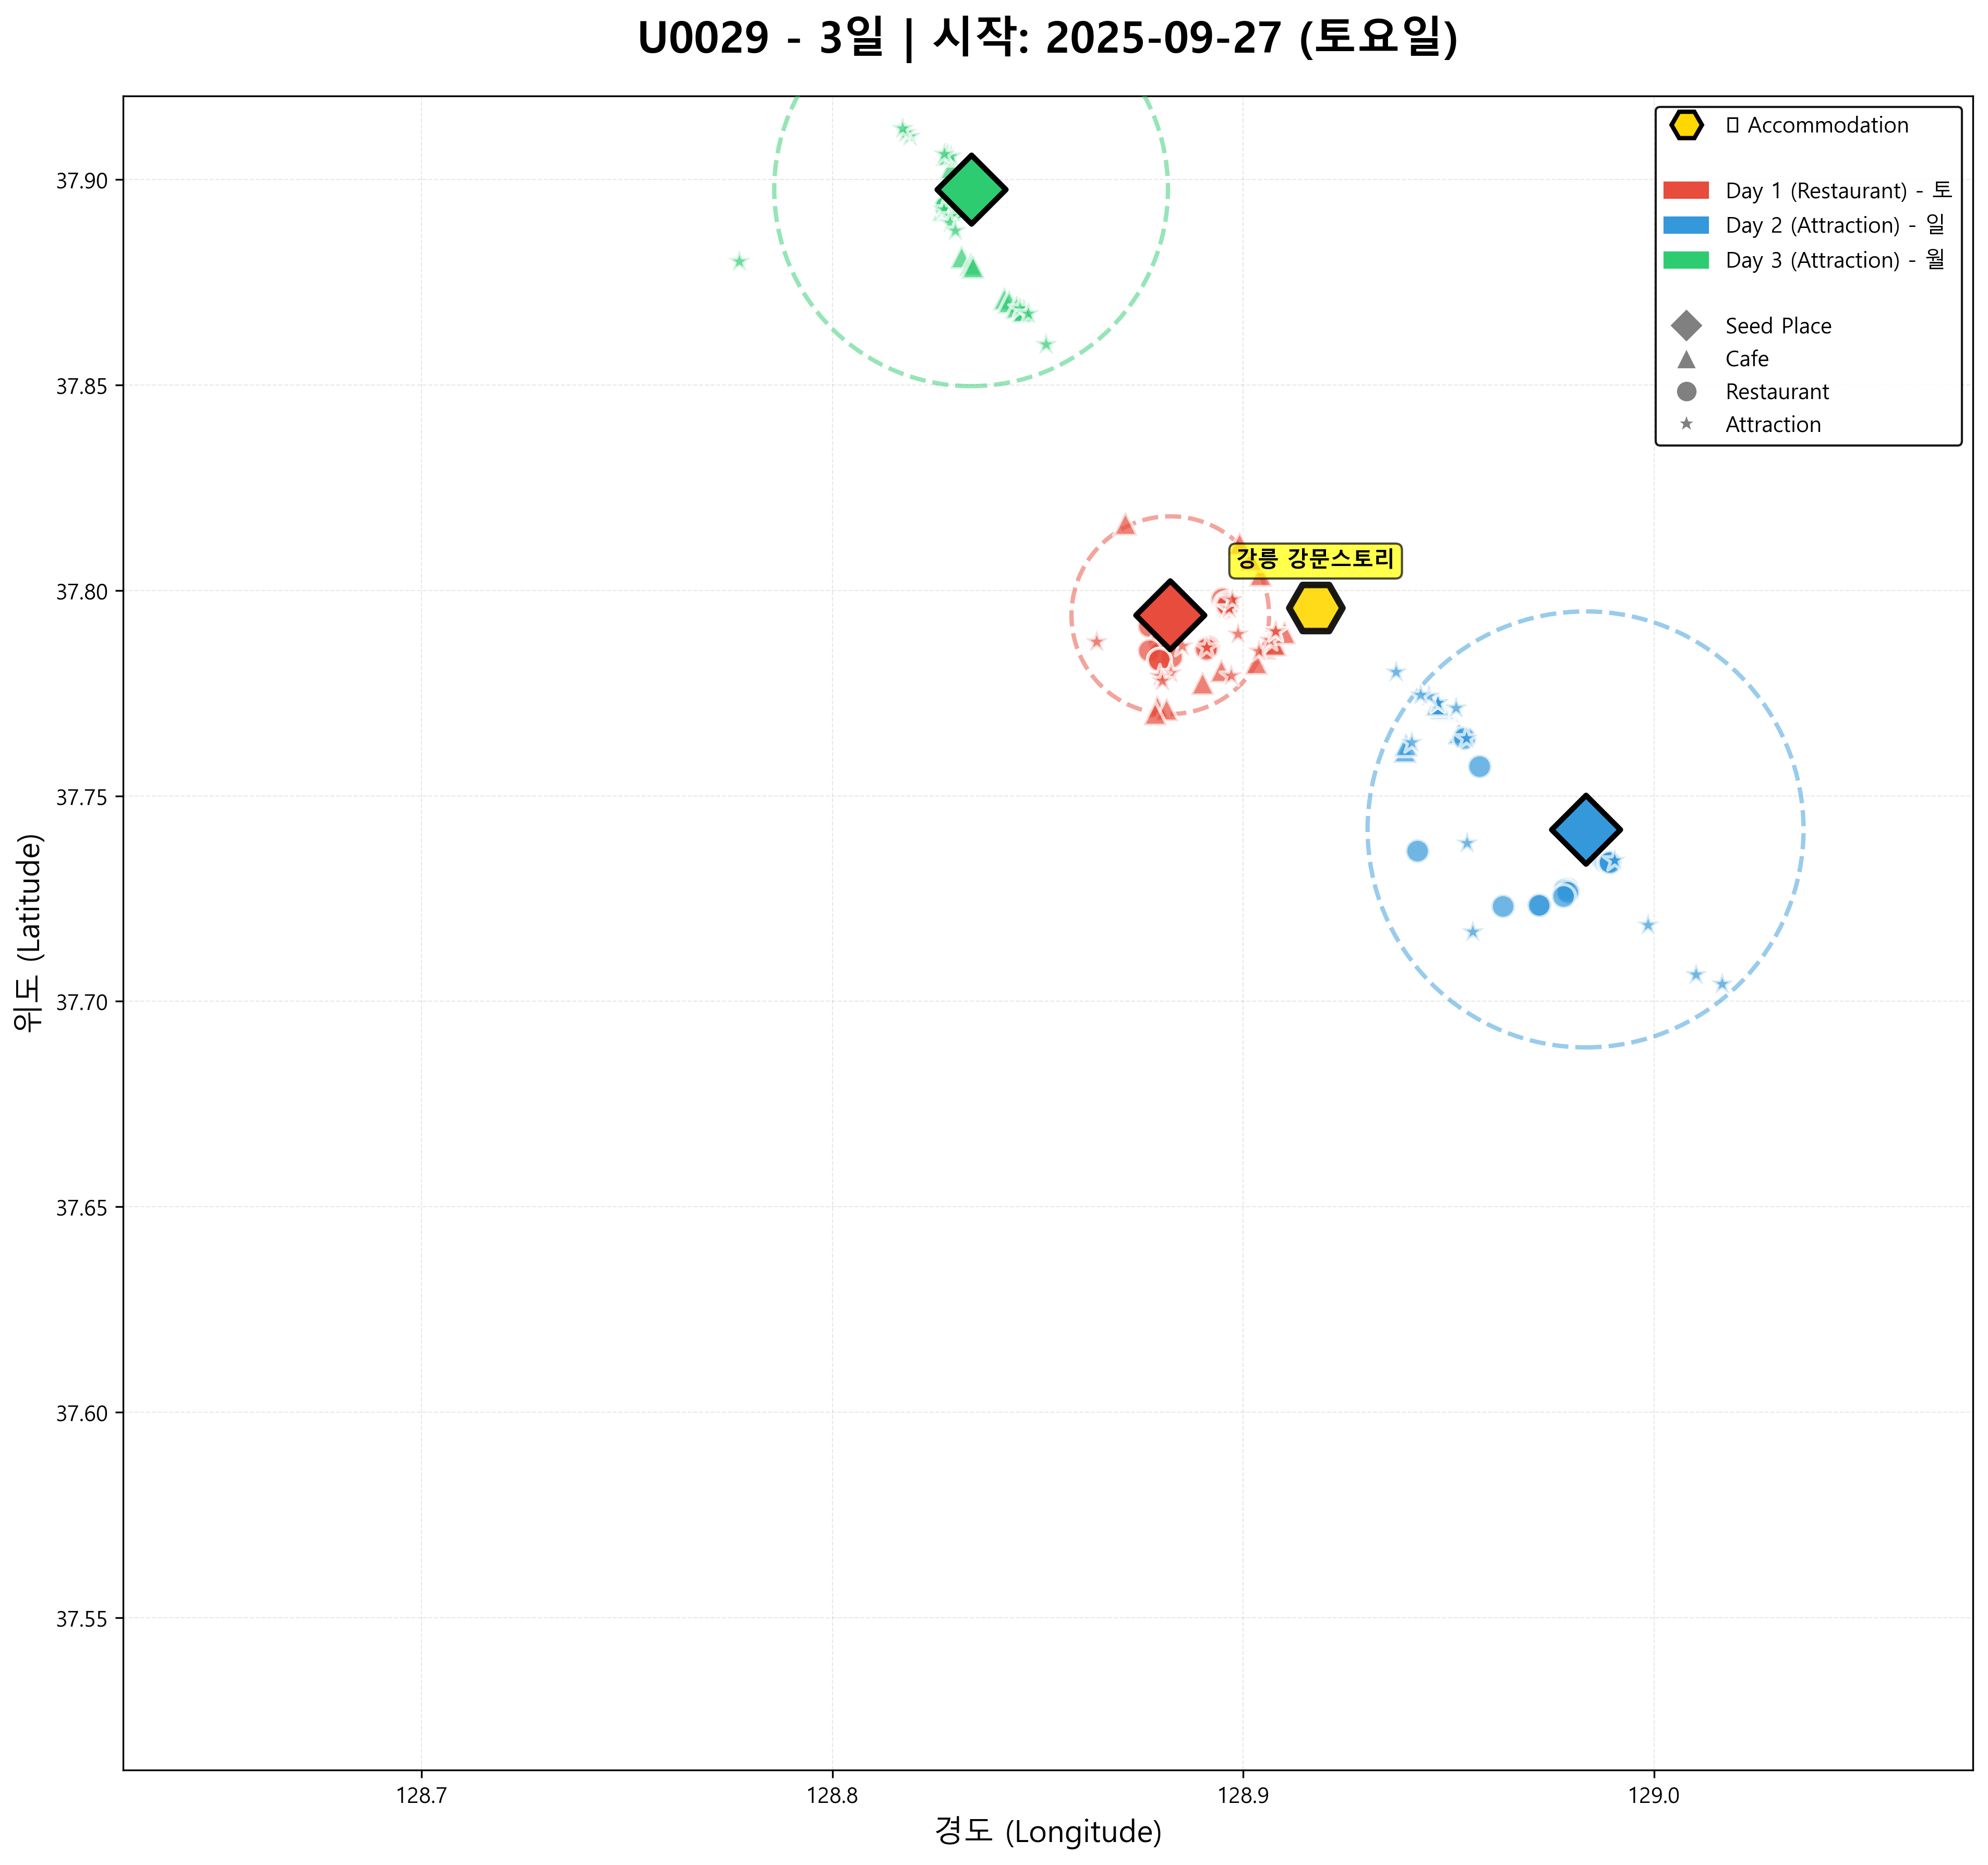 U0029 - 3일 | 시작: 2025-09-27 (토요일)
□ Accommodation
Day 1 (Restaurant) - 토
Day 2 (Attraction) - 일
Day 3 (Attraction) - 월
Seed Place
Cafe
Restaurant
Attraction
강릉 강문스토리
37.90
37.85
37.80
37.75
37.70
37.65
37.60
37.55
위도 (Latitude)
128.7
128.8
128.9
129.0
경도 (Longitude)